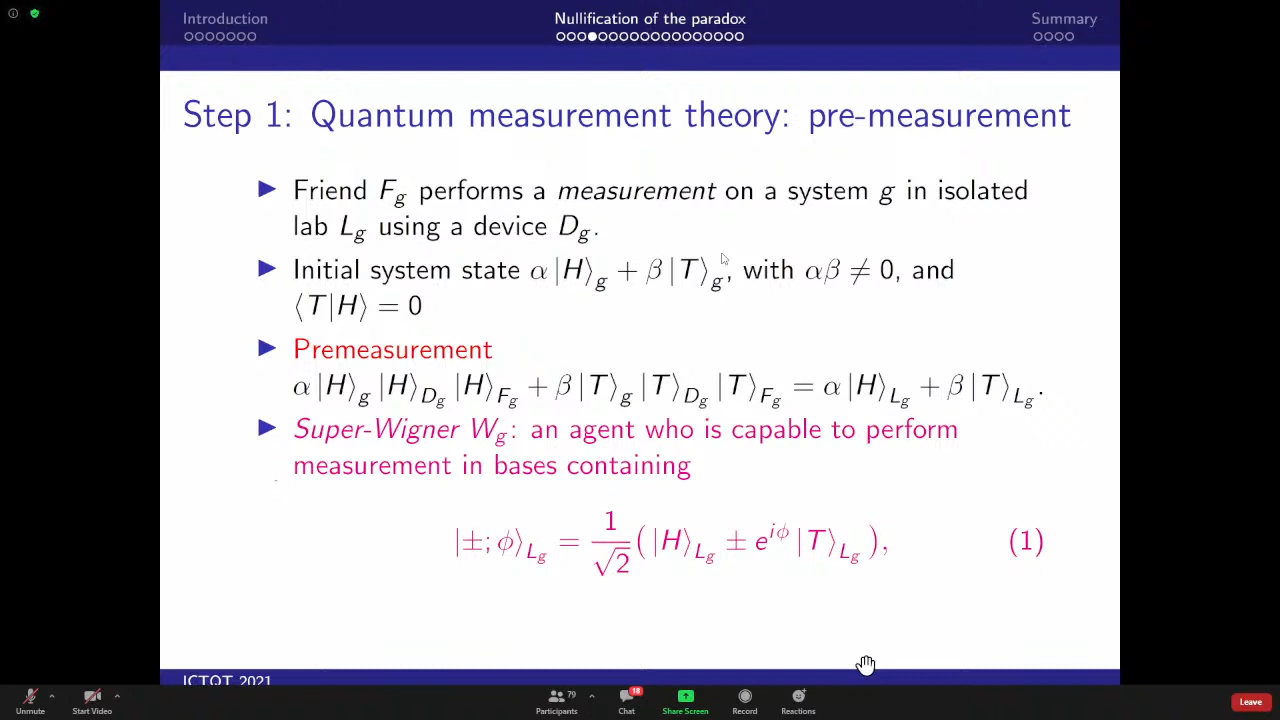 Introduction
Nullification of the paradox
Summary
Step 1: Quantum measurement theory: pre-measurement
Friend F_g performs a measurement on a system g in isolated
lab L_g using a device D_g.
Initial system state α|H⟩_g + β|T⟩_g, with αβ ≠ 0, and
⟨T|H⟩ = 0
Premeasurement
α|H⟩_g |H⟩_{D_g} |H⟩_{F_g} + β|T⟩_g |T⟩_{D_g} |T⟩_{F_g} = α|H⟩_{L_g} + β|T⟩_{L_g}.
Super-Wigner W_g: an agent who is capable to perform
measurement in bases containing
|±; ϕ⟩_{L_g} = 1/√2 (|H⟩_{L_g} ± e^{iϕ} |T⟩_{L_g}), (1)
ICTQT 2021
Unmute
Start Video
79
Participants
18
Chat
Share Screen
Record
Reactions
Leave